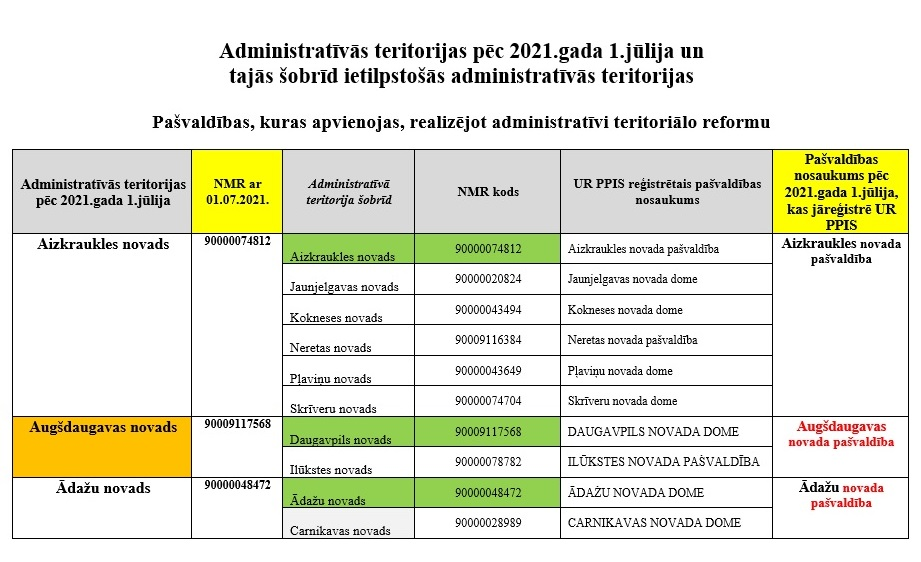 Administratīvās teritorijas pēc 2021.gada 1.jūlija un
tajās šobrīd ietilpstošās administratīvās teritorijas
Pašvaldības, kuras apvienojas, realizējot administratīvi teritoriālo reformu
Administratīvās teritorijas
pēc 2021.gada 1.jūlija
NMR ar
01.07.2021.
Administratīvā
teritorija šobrīd
NMR kods
UR PPIS reģistrētais pašvaldības
nosaukums
Pašvaldības
nosaukums pēc
2021.gada 1.jūlija,
kas jāreģistrē UR
PPIS
Aizkraukles novads
90000074812
Aizkraukles novads
90000074812
Aizkraukles novada pašvaldība
Aizkraukles novada
pašvaldība
Jaunjelgavas novads
90000020824
Jaunjelgavas novada dome
Kokneses novads
90000043494
Kokneses novada dome
Neretas novads
90009116384
Neretas novada pašvaldība
Pļaviņu novads
90000043649
Pļaviņu novada dome
Skrīveru novads
90000074704
Skrīveru novada dome
Augšdaugavas novads
90009117568
Daugavpils novads
90009117568
DAUGAVPILS NOVADA DOME
Augšdaugavas
novada pašvaldība
Ilūkstes novads
90000078782
ILŪKSTES NOVADA PAŠVALDĪBA
Ādažu novads
90000048472
Ādažu novads
90000048472
ĀDAŽU NOVADA DOME
Ādažu novada
pašvaldība
Carnikavas novads
90000028989
CARNIKAVAS NOVADA DOME